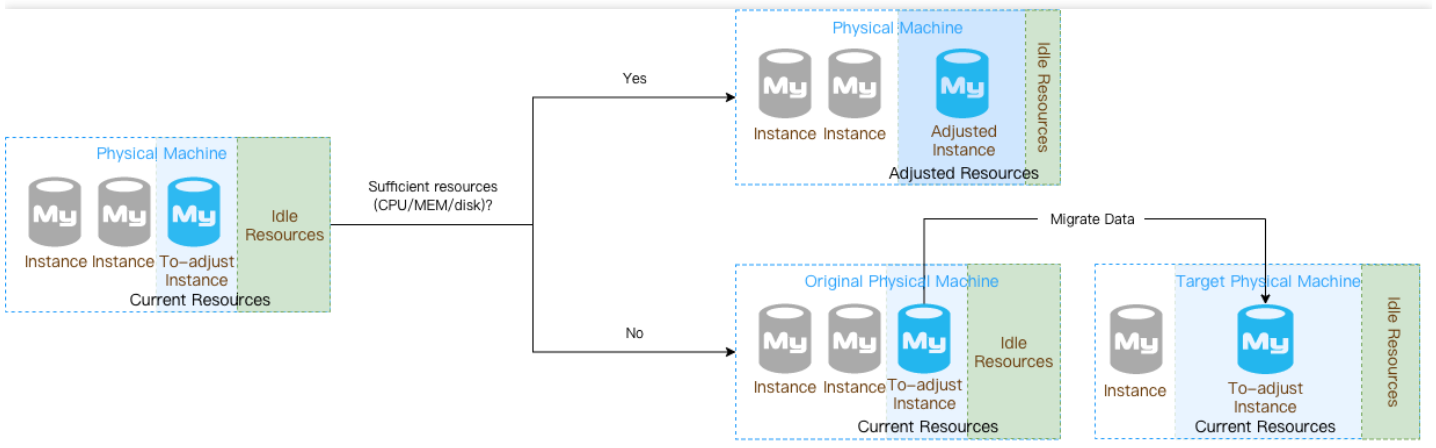 Physical Machine
My
My
My
Instance
Instance
To-adjust
Instance
Current Resources
Idle
Resources
Sufficient resources
(CPU/MEM/disk)?
Yes
Physical Machine
My
My
My
Instance
Instance
Adjusted
Instance
Adjusted Resources
Idle Resources
No
Original Physical Machine
My
My
My
Instance
Instance
To-adjust
Instance
Current Resources
Idle
Resources
Migrate Data
Target Physical Machine
My
My
Instance
To-adjust
Instance
Current Resources
Idle Resources